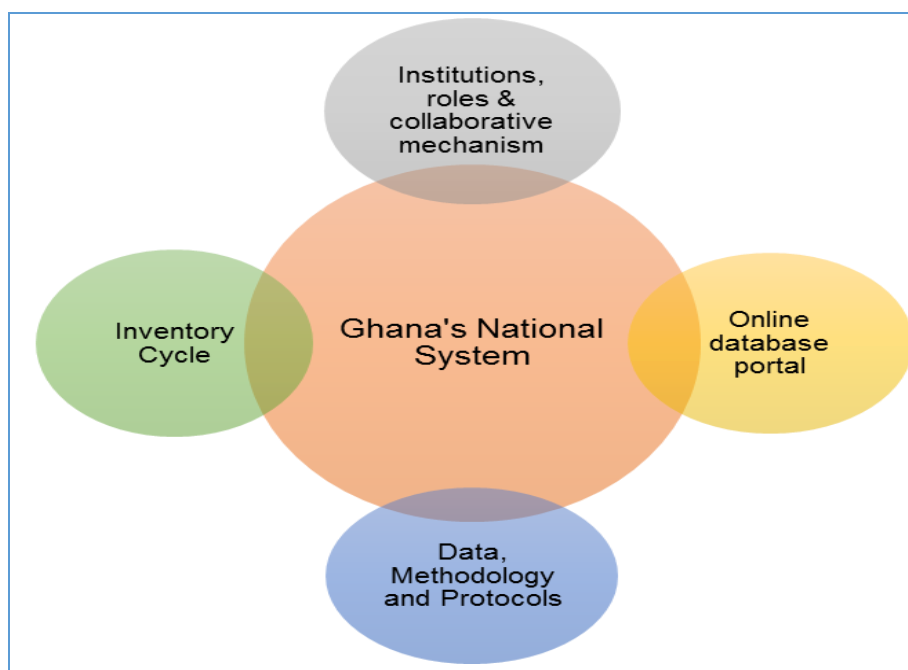 Institutions,
roles &
collaborative
mechanism
Inventory
Cycle
Ghana's National
System
Online
database
portal
Data,
Methodology
and Protocols